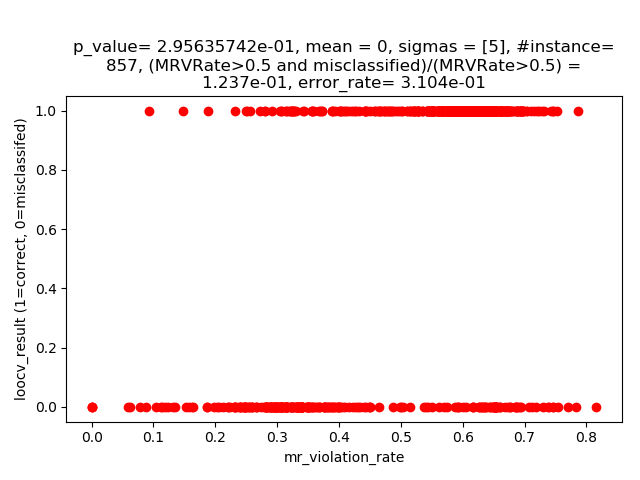 p_value= 2.95635742e-01, mean = 0, sigmas = [5], #instance=
857, (MRVRate>0.5 and misclassified)/(MRVRate>0.5) =
1.237e-01, error_rate= 3.104e-01
1.0
0.8
0.6
0.4
0.2
0.0
loocv_result (1=correct, 0=misclassifed)
0.0 0.1 0.2 0.3 0.4 0.5 0.6 0.7 0.8
mr_violation_rate